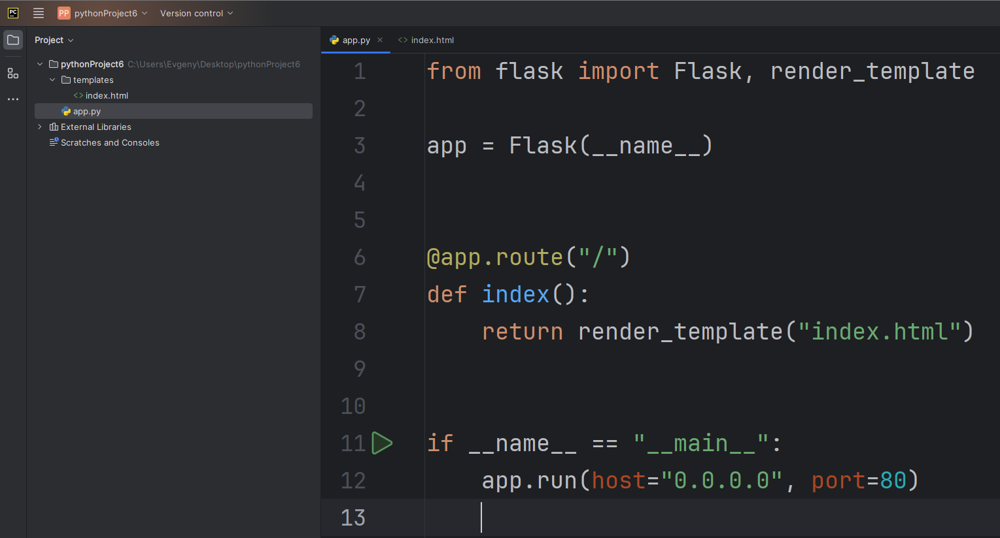 PC
PP pythonProject6 Version control
Project
pythonProject6 C:\Users\Evgeny\Desktop\pythonProject6
templates
<> index.html
app.py
External Libraries
Scratches and Consoles
app.py × <> index.html
1 from flask import Flask, render_template
2
3 app = Flask(__name__)
4
5
6 @app.route("/")
7 def index():
8     return render_template("index.html")
9
10
11 if __name__ == "__main__":
12     app.run(host="0.0.0.0", port=80)
13